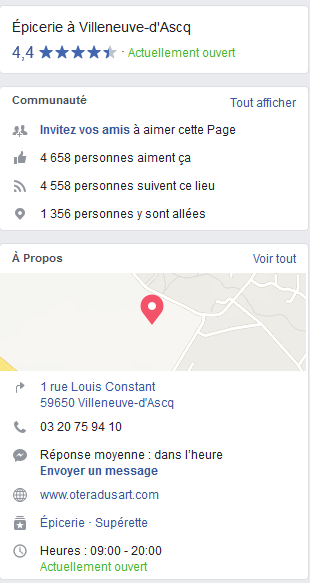 Épicerie à Villeneuve-d'Ascq
4,4 · Actuellement ouvert
Communauté Tout afficher
Invitez vos amis à aimer cette Page
4 658 personnes aiment ça
4 558 personnes suivent ce lieu
1 356 personnes y sont allées
À Propos Voir tout
1 rue Louis Constant
59650 Villeneuve-d'Ascq
03 20 75 94 10
Réponse moyenne : dans l'heure
Envoyer un message
www.oteradusart.com
Épicerie · Supérette
Heures : 09:00 - 20:00
Actuellement ouvert